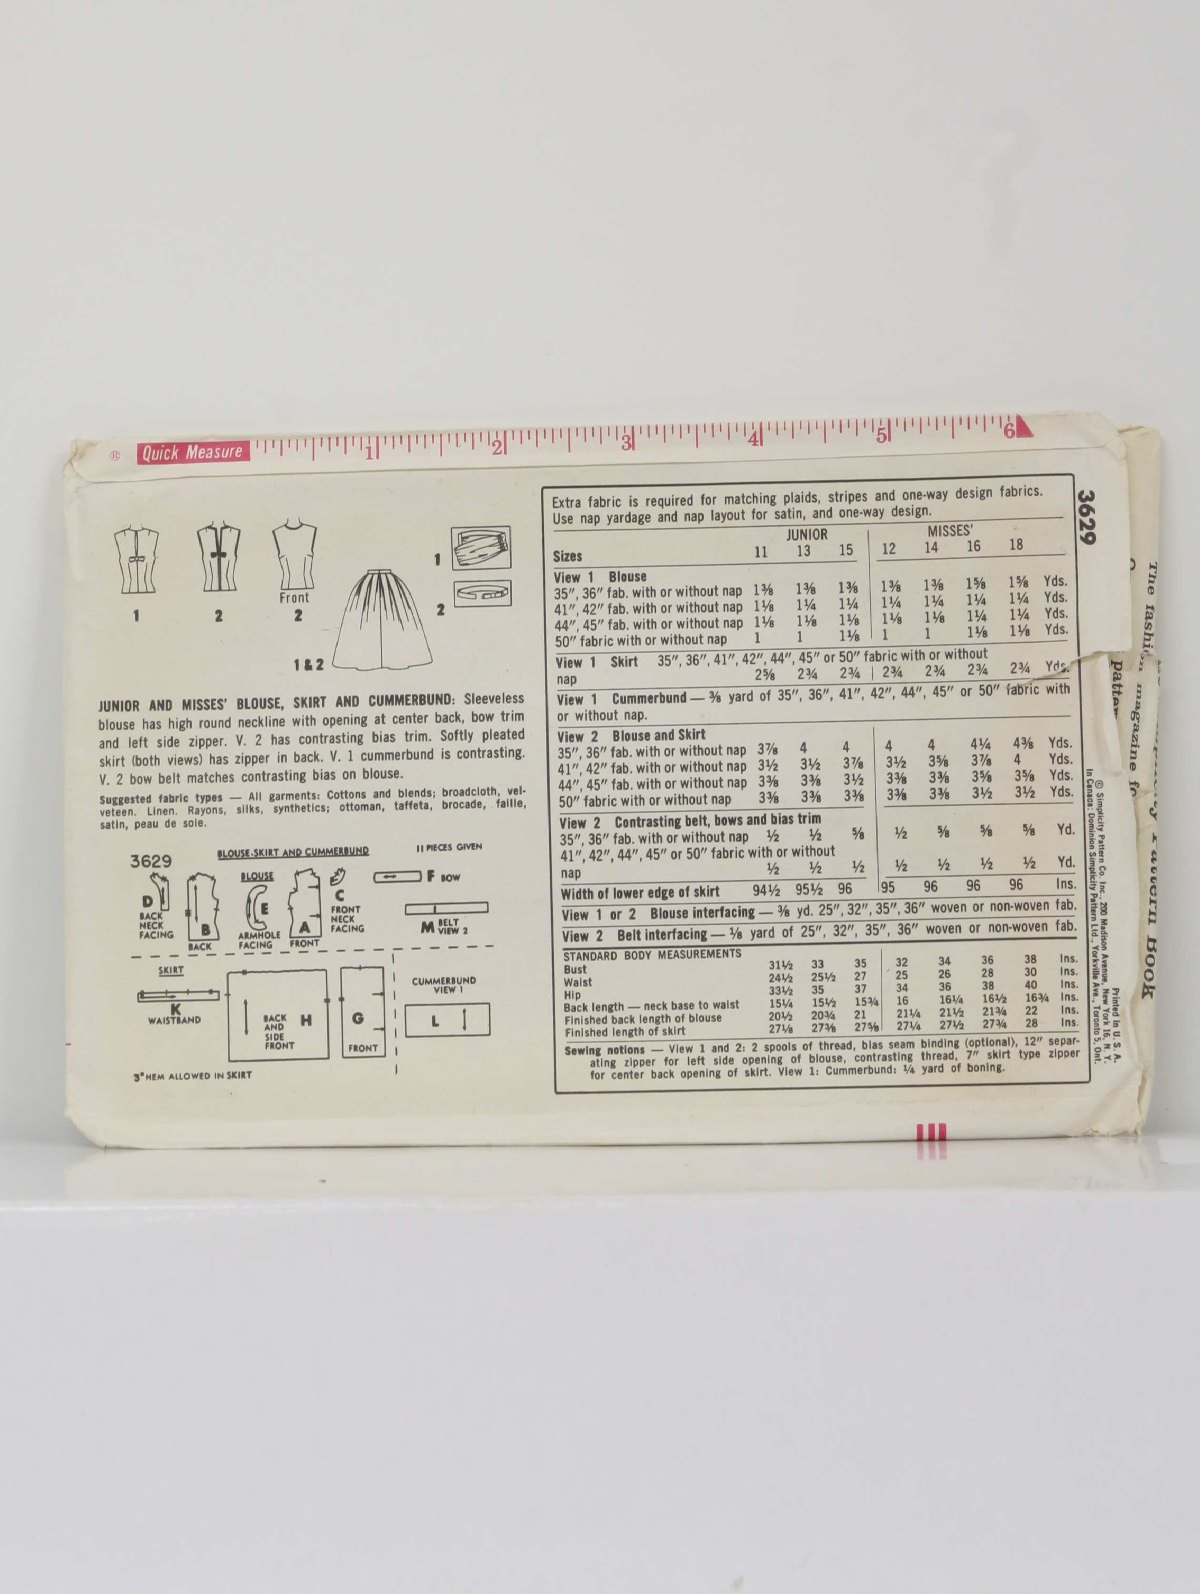 ® Quick Measure 1 2 3 4 5 6
1 2 Front 2
1
2
1 & 2
JUNIOR AND MISSES' BLOUSE, SKIRT AND CUMMERBUND: Sleeveless
blouse has high round neckline with opening at center back, bow trim
and left side zipper. V. 2 has contrasting bias trim. Softly pleated
skirt (both views) has zipper in back. V. 1 cummerbund is contrasting.
V. 2 bow belt matches contrasting bias on blouse.
Suggested fabric types — All garments: Cottons and blends; broadcloth, vel-
veteen. Linen. Rayons, silks, synthetics; ottoman, taffeta, brocade, faille,
satin, peau de soie.
3629 BLOUSE, SKIRT AND CUMMERBUND 11 PIECES GIVEN
BLOUSE
D
BACK
NECK
FACING
B
BACK
E
ARMHOLE
FACING
A
FRONT
C
FRONT
NECK
FACING
F BOW
M BELT
VIEW 2
SKIRT
K
WAISTBAND
BACK
AND
SIDE
FRONT
H
G
FRONT
CUMMERBUND
VIEW 1
L
3" HEM ALLOWED IN SKIRT
Extra fabric is required for matching plaids, stripes and one-way design fabrics.
Use nap yardage and nap layout for satin, and one-way design.
JUNIOR MISSES'
Sizes 11 13 15 12 14 16 18
View 1 Blouse
35", 36" fab. with or without nap 1⅜ 1⅜ 1⅜ 1⅜ 1⅜ 1⅝ 1⅝ Yds.
41", 42" fab. with or without nap 1⅛ 1¼ 1¼ 1¼ 1¼ 1¼ 1¼ Yds.
44", 45" fab. with or without nap 1⅛ 1⅛ 1⅛ 1⅛ 1⅛ 1¼ 1¼ Yds.
50" fabric with or without nap 1 1 1⅛ 1 1 1⅛ 1⅛ Yds.
View 1 Skirt 35", 36", 41", 42", 44", 45" or 50" fabric with or without
nap 2⅝ 2¾ 2¾ 2¾ 2¾ 2¾ 2¾ Yds.
View 1 Cummerbund — ⅜ yard of 35", 36", 41", 42", 44", 45" or 50" fabric with
or without nap.
View 2 Blouse and Skirt
35", 36" fab. with or without nap 3⅞ 4 4 4 4 4¼ 4⅜ Yds.
41", 42" fab. with or without nap 3½ 3½ 3⅞ 3½ 3⅝ 3⅞ 4 Yds.
44", 45" fab. with or without nap 3⅜ 3⅜ 3½ 3⅜ 3⅜ 3⅝ 3⅝ Yds.
50" fabric with or without nap 3⅜ 3⅜ 3⅜ 3⅜ 3⅜ 3½ 3½ Yds.
View 2 Contrasting belt, bows and bias trim
35", 36" fab. with or without nap ½ ½ ⅝ ½ ⅝ ⅝ ⅝ Yd.
41", 42", 44", 45" or 50" fabric with or without
nap ½ ½ ½ ½ ½ ½ ½ Yd.
Width of lower edge of skirt 94½ 95½ 96 95 96 96 96 Ins.
View 1 or 2 Blouse interfacing — ⅜ yd. 25", 32", 35", 36" woven or non-woven fab.
View 2 Belt interfacing — ⅛ yard of 25", 32", 35", 36" woven or non-woven fab.
STANDARD BODY MEASUREMENTS
Bust 31½ 33 35 32 34 36 38 Ins.
Waist 24½ 25½ 27 25 26 28 30 Ins.
Hip 33½ 35 37 34 36 38 40 Ins.
Back length — neck base to waist 15¼ 15½ 15¾ 16 16¼ 16½ 16¾ Ins.
Finished back length of blouse 20½ 20¾ 21 21¼ 21½ 21¾ 22 Ins.
Finished length of skirt 27⅛ 27⅜ 27⅝ 27¼ 27½ 27¾ 28 Ins.
Sewing notions — View 1 and 2: 2 spools of thread, bias seam binding (optional), 12" separ-
ating zipper for left side opening of blouse, contrasting thread, 7" skirt type zipper
for center back opening of skirt. View 1: Cummerbund: ¼ yard of boning.
3629
© Simplicity Pattern Co. Inc., 200 Madison Avenue, New York 16, N. Y.
In Canada: Dominion Simplicity Pattern Ltd., Yorkville Ave., Toronto 5, Ont.
Printed in U. S. A.
patter
The fashion magazine fo
Pattern Book